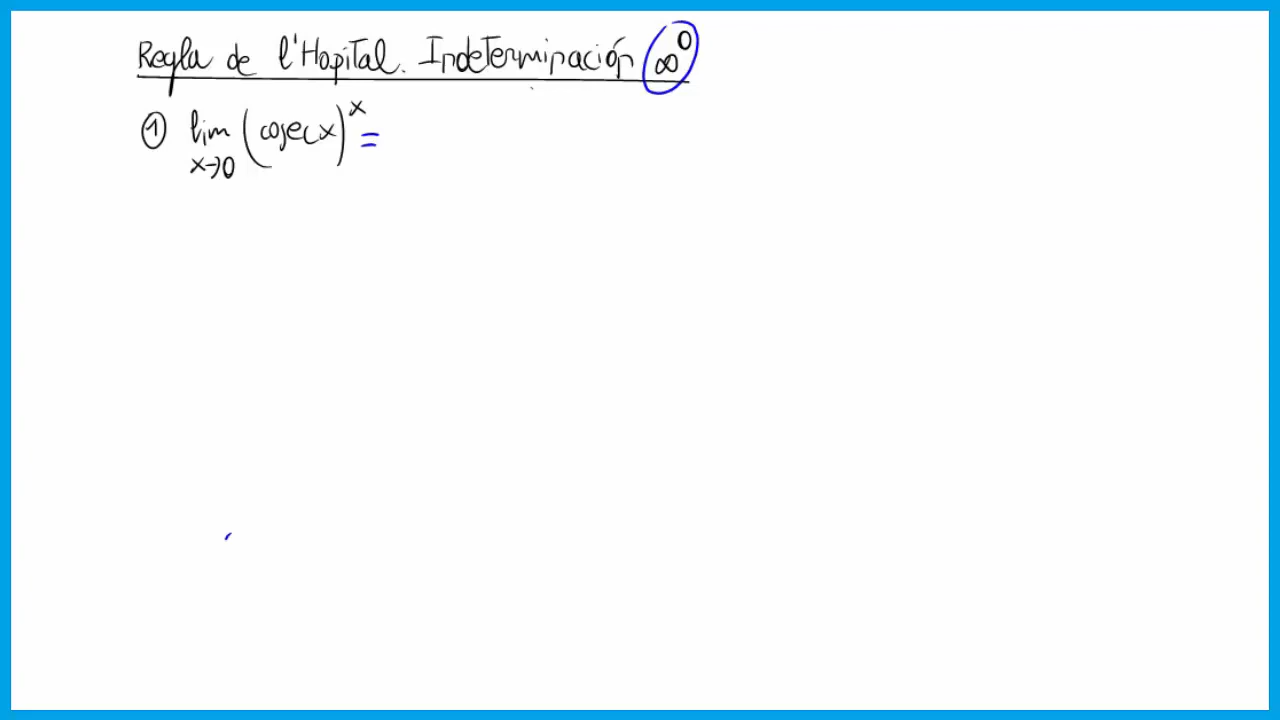 Regla de l'Hopital. Indeterminación ∞⁰
① lim (cosec x)ˣ =
x→0